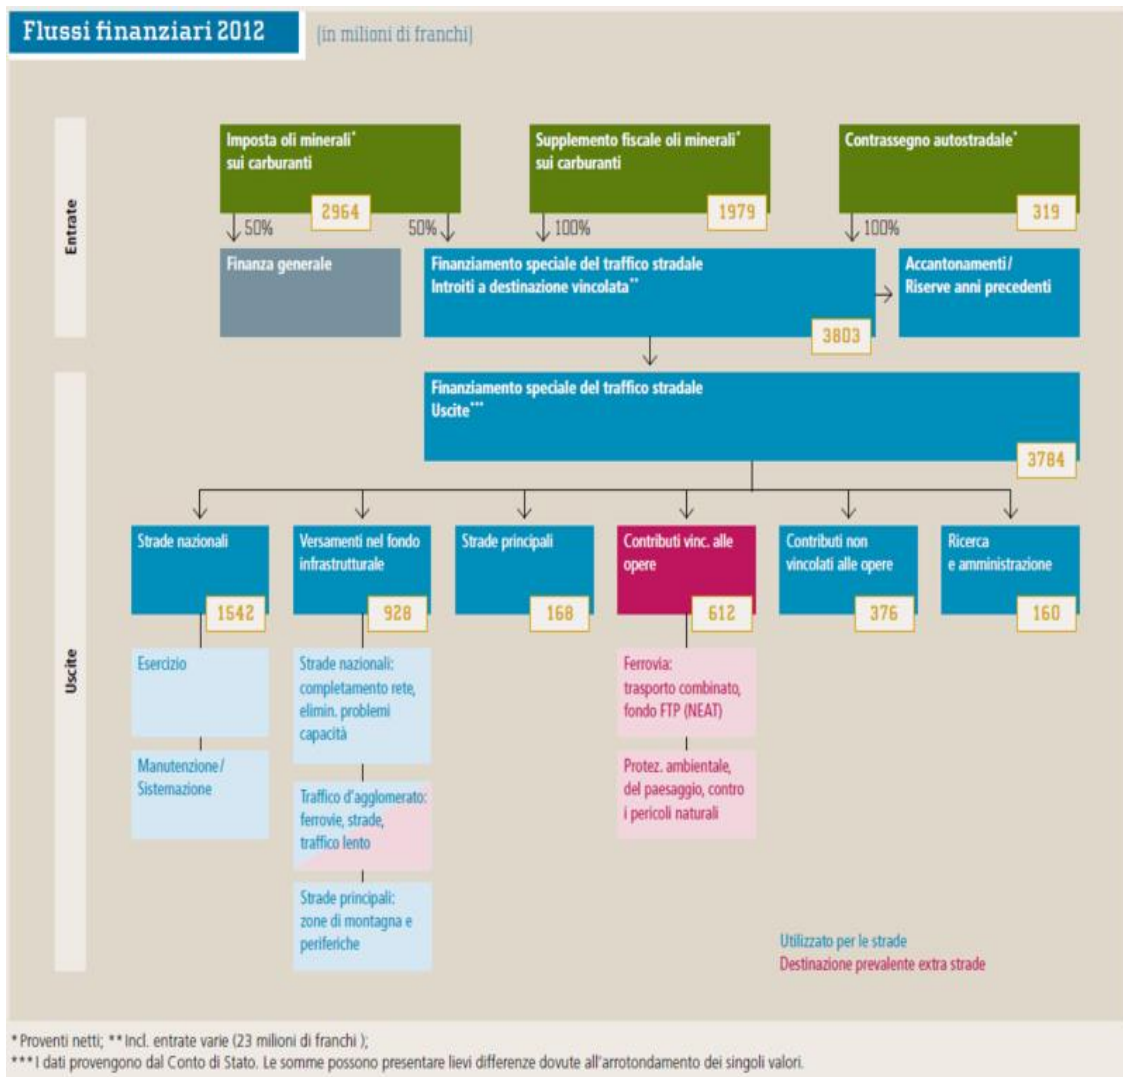 Flussi finanziari 2012
(in milioni di franchi)
Entrate
Imposta oli minerali*
sui carburanti
2964
Supplemento fiscale oli minerali*
sui carburanti
1979
Contrassegno autostradale*
319
50%
50%
100%
100%
Finanza generale
Finanziamento speciale del traffico stradale
Introiti a destinazione vincolata**
3803
Accantonamenti/
Riserve anni precedenti
Uscite
Finanziamento speciale del traffico stradale
Uscite***
3784
Strade nazionali
1542
Versamenti nel fondo
infrastrutturale
928
Strade principali
168
Contributi vinc. alle
opere
612
Contributi non
vincolati alle opere
376
Ricerca
e amministrazione
160
Esercizio
Manutenzione/
Sistemazione
Strade nazionali:
completamento rete,
elimin. problemi
capacità
Traffico d'agglomerato:
ferrovie, strade,
traffico lento
Strade principali:
zone di montagna e
periferiche
Ferrovia:
trasporto combinato,
fondo FTP (NEAT)
Protez. ambientale,
del paesaggio, contro
i pericoli naturali
Utilizzato per le strade
Destinazione prevalente extra strade
* Proventi netti; ** Incl. entrate varie (23 milioni di franchi );
*** I dati provengono dal Conto di Stato. Le somme possono presentare lievi differenze dovute all'arrotondamento dei singoli valori.